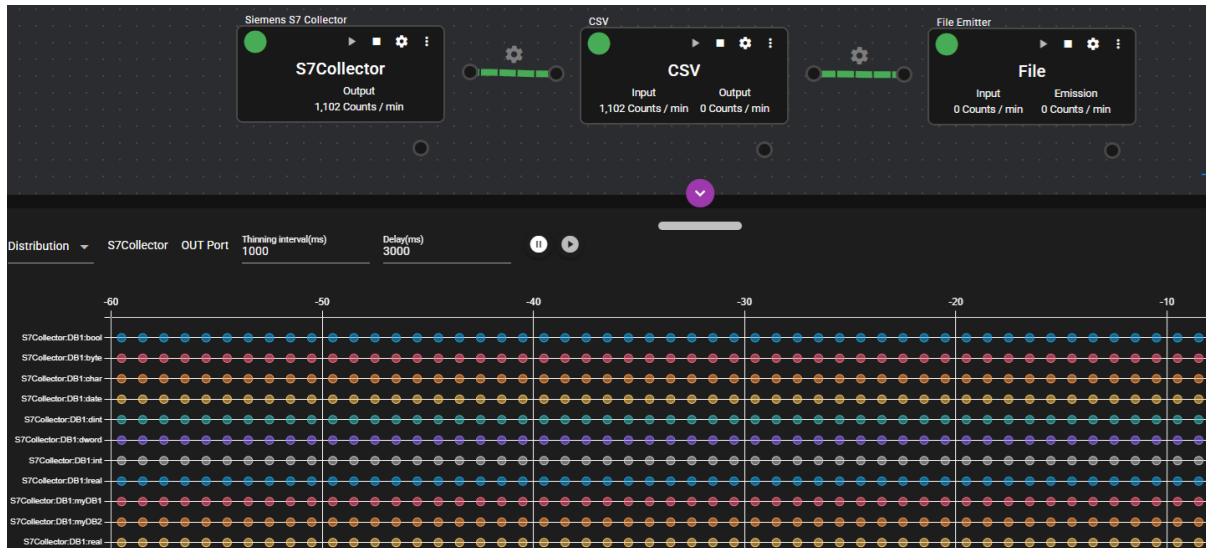 Siemens S7 Collector
S7Collector
Output
1,102 Counts / min
CSV
CSV
Input Output
1,102 Counts / min 0 Counts / min
File Emitter
File
Input Emission
0 Counts / min 0 Counts / min
Distribution S7Collector OUT Port Thinning interval(ms) 1000 Delay(ms) 3000
-60 -50 -40 -30 -20 -10
S7Collector:DB1:bool
S7Collector:DB1:byte
S7Collector:DB1:char
S7Collector:DB1:date
S7Collector:DB1:dint
S7Collector:DB1:dword
S7Collector:DB1:int
S7Collector:DB1:lreal
S7Collector:DB1:myDB1
S7Collector:DB1:myDB2
S7Collector:DB1:real